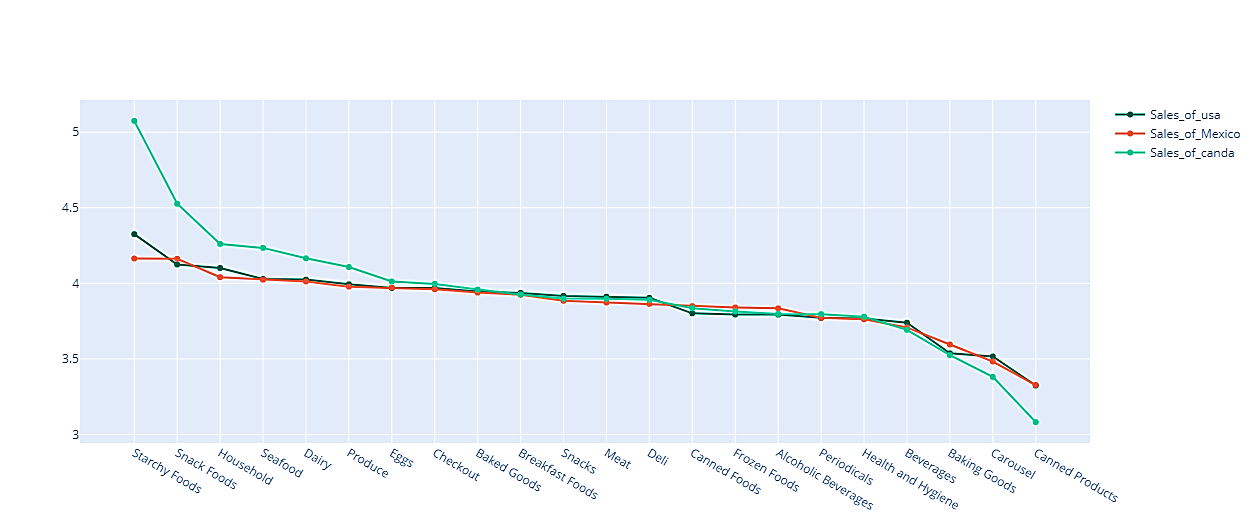 5
4.5
4
3.5
3
Starchy Foods
Snack Foods
Household
Seafood
Dairy
Produce
Eggs
Checkout
Baked Goods
Breakfast Foods
Snacks
Meat
Deli
Canned Foods
Frozen Foods
Alcoholic Beverages
Periodicals
Health and Hygiene
Beverages
Baking Goods
Carousel
Canned Products
Sales_of_usa
Sales_of_Mexico
Sales_of_canda